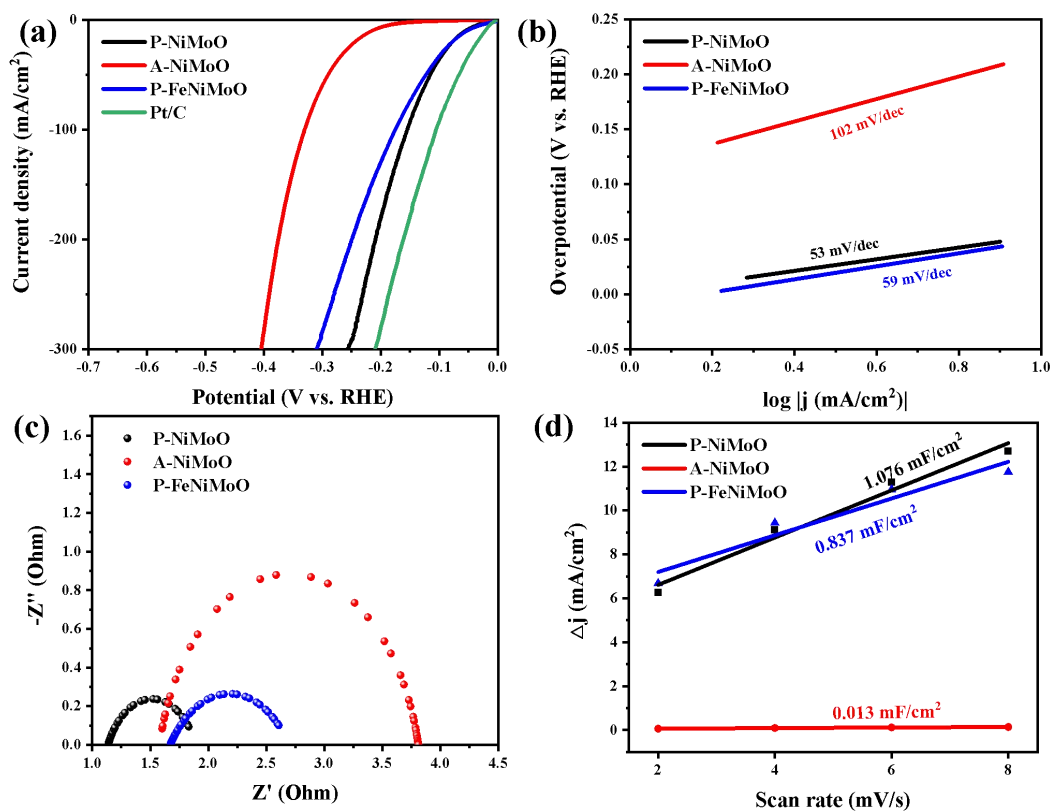 (a)
P-NiMoO
A-NiMoO
P-FeNiMoO
Pt/C
0
-100
-200
-300
-0.7
-0.6
-0.5
-0.4
-0.3
-0.2
-0.1
-0.0
Current density (mA/cm²)
Potential (V vs. RHE)
(b)
P-NiMoO
A-NiMoO
P-FeNiMoO
102 mV/dec
53 mV/dec
59 mV/dec
0.25
0.20
0.15
0.10
0.05
0.00
-0.05
0.0
0.2
0.4
0.6
0.8
1.0
Overpotential (V vs. RHE)
log |j (mA/cm²)|
(c)
P-NiMoO
A-NiMoO
P-FeNiMoO
1.6
1.4
1.2
1.0
0.8
0.6
0.4
0.2
0.0
1.0
1.5
2.0
2.5
3.0
3.5
4.0
4.5
-Z'' (Ohm)
Z' (Ohm)
(d)
P-NiMoO
A-NiMoO
P-FeNiMoO
1.076 mF/cm²
0.837 mF/cm²
0.013 mF/cm²
14
12
10
8
6
4
2
0
2
4
6
8
△j (mA/cm²)
Scan rate (mV/s)